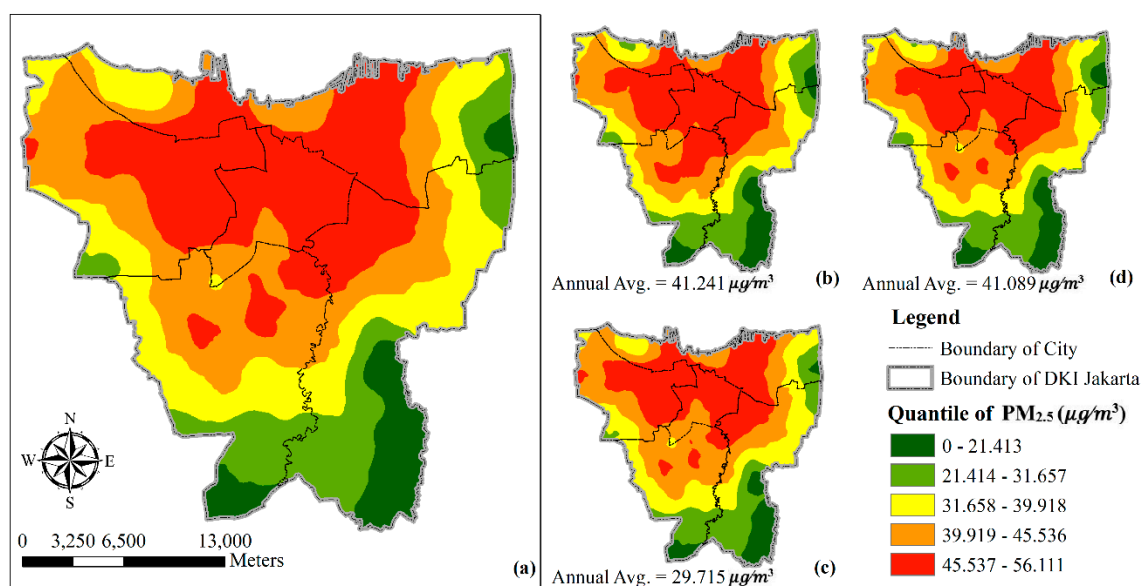 N
W E
S
0 3,250 6,500 13,000
Meters
(a)
Annual Avg. = 41.241 µg/m³
(b)
Annual Avg. = 41.089 µg/m³
(d)
Annual Avg. = 29.715 µg/m³
(c)
Legend
Boundary of City
Boundary of DKI Jakarta
Quantile of PM₂.₅ (µg/m³)
0 - 21.413
21.414 - 31.657
31.658 - 39.918
39.919 - 45.536
45.537 - 56.111